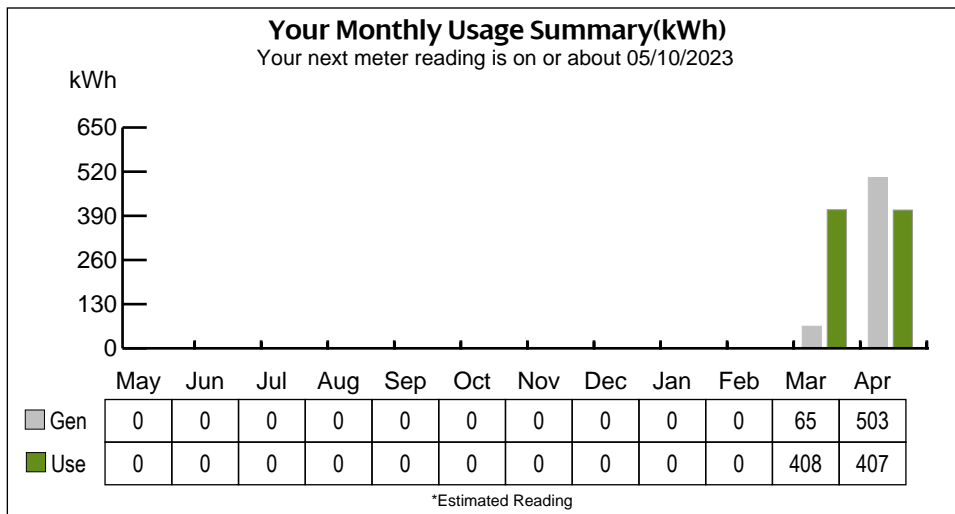 Your Monthly Usage Summary(kWh)
Your next meter reading is on or about 05/10/2023
kWh
650
520
390
260
130
0
May Jun Jul Aug Sep Oct Nov Dec Jan Feb Mar Apr
Gen 0 0 0 0 0 0 0 0 0 0 65 503
Use 0 0 0 0 0 0 0 0 0 0 408 407
*Estimated Reading